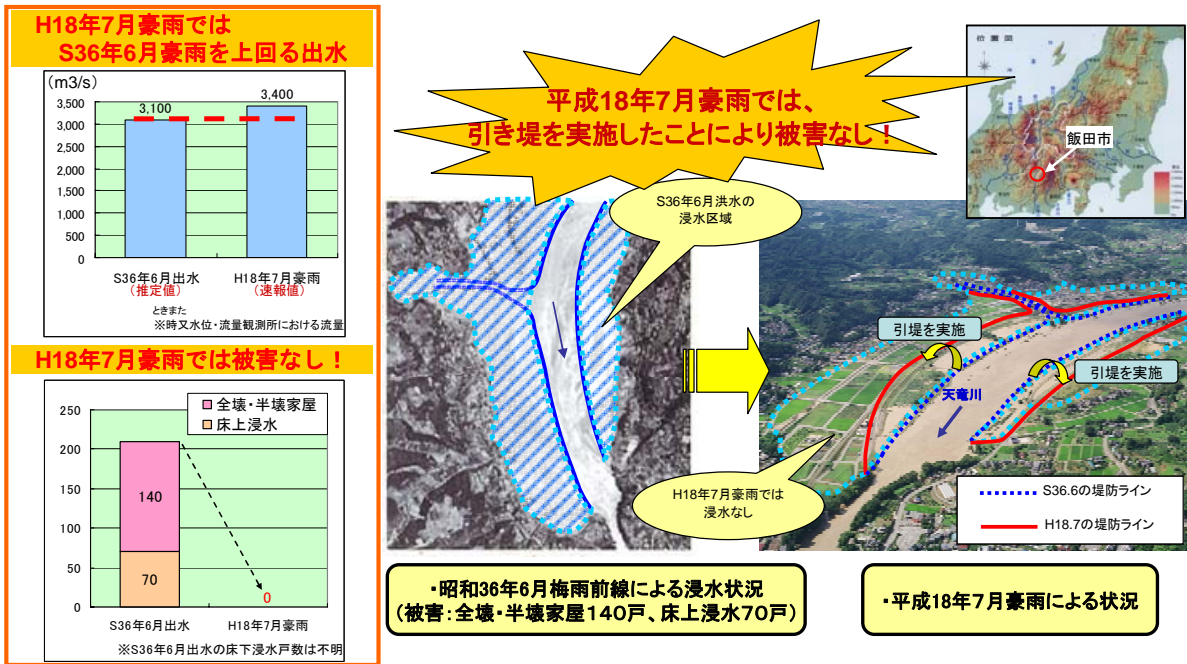 H18年7月豪雨では
S36年6月豪雨を上回る出水
(m3/s)
3,500
3,000
2,500
2,000
1,500
1,000
500
0
3,100
3,400
S36年6月出水
(推定値)
H18年7月豪雨
(速報値)
ときまた
※時又水位・流量観測所における流量
H18年7月豪雨では被害なし！
250
200
150
100
50
0
全壊・半壊家屋
床上浸水
140
70
0
S36年6月出水
H18年7月豪雨
※S36年6月出水の床下浸水戸数は不明
平成18年7月豪雨では、
引き堤を実施したことにより被害なし！
位置図
飯田市
S36年6月洪水の
浸水区域
引堤を実施
引堤を実施
天竜川
H18年7月豪雨では
浸水なし
S36.6の堤防ライン
H18.7の堤防ライン
・昭和36年6月梅雨前線による浸水状況
（被害：全壊・半壊家屋140戸、床上浸水70戸）
・平成18年7月豪雨による状況